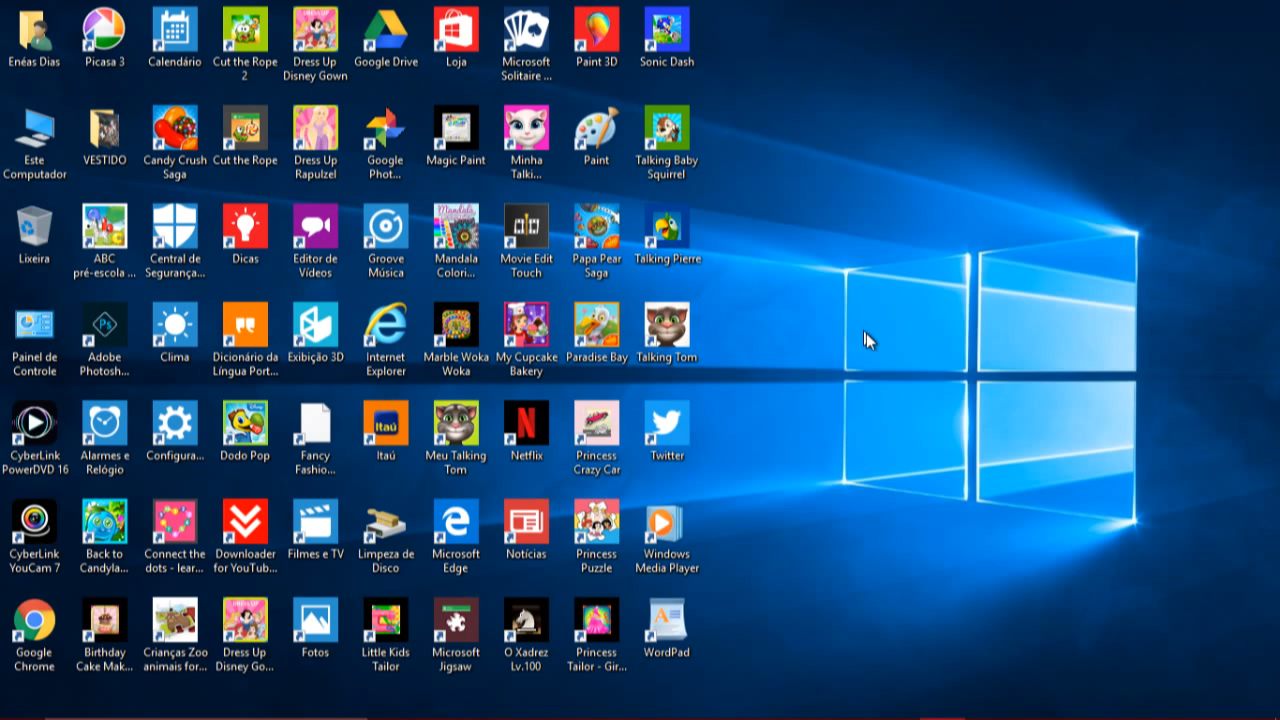 Enéas Dias
Picasa 3
Calendário
Cut the Rope
2
Dress Up
Disney Gown
Google Drive
Loja
Microsoft
Solitaire ...
Paint 3D
Sonic Dash
Este
Computador
VESTIDO
Candy Crush
Saga
Cut the Rope
Dress Up
Rapulzel
Google
Phot...
Magic Paint
Minha
Talki...
Paint
Talking Baby
Squirrel
Lixeira
ABC
pré-escola ...
Central de
Segurança...
Dicas
Editor de
Vídeos
Groove
Música
Mandala
Colori...
Movie Edit
Touch
Papa Pear
Saga
Talking Pierre
Painel de
Controle
Ps
Adobe
Photosh...
Clima
Dicionário da
Língua Port...
Exibição 3D
Internet
Explorer
Marble Woka
Woka
My Cupcake
Bakery
Paradise Bay
Talking Tom
CyberLink
PowerDVD 16
Alarmes e
Relógio
Configura...
Dodo Pop
Fancy
Fashio...
Itaú
Itaú
Meu Talking
Tom
Netflix
Princess
Crazy Car
Twitter
CyberLink
YouCam 7
Back to
Candyla...
Connect the
dots - lear...
Downloader
for YouTub...
Filmes e TV
Limpeza de
Disco
Microsoft
Edge
Notícias
Princess
Puzzle
Windows
Media Player
Google
Chrome
Birthday
Cake Mak...
Crianças Zoo
animais for...
Dress Up
Disney Go...
Fotos
Little Kids
Tailor
Microsoft
Jigsaw
O Xadrez
Lv.100
Princess
Tailor - Gir...
WordPad